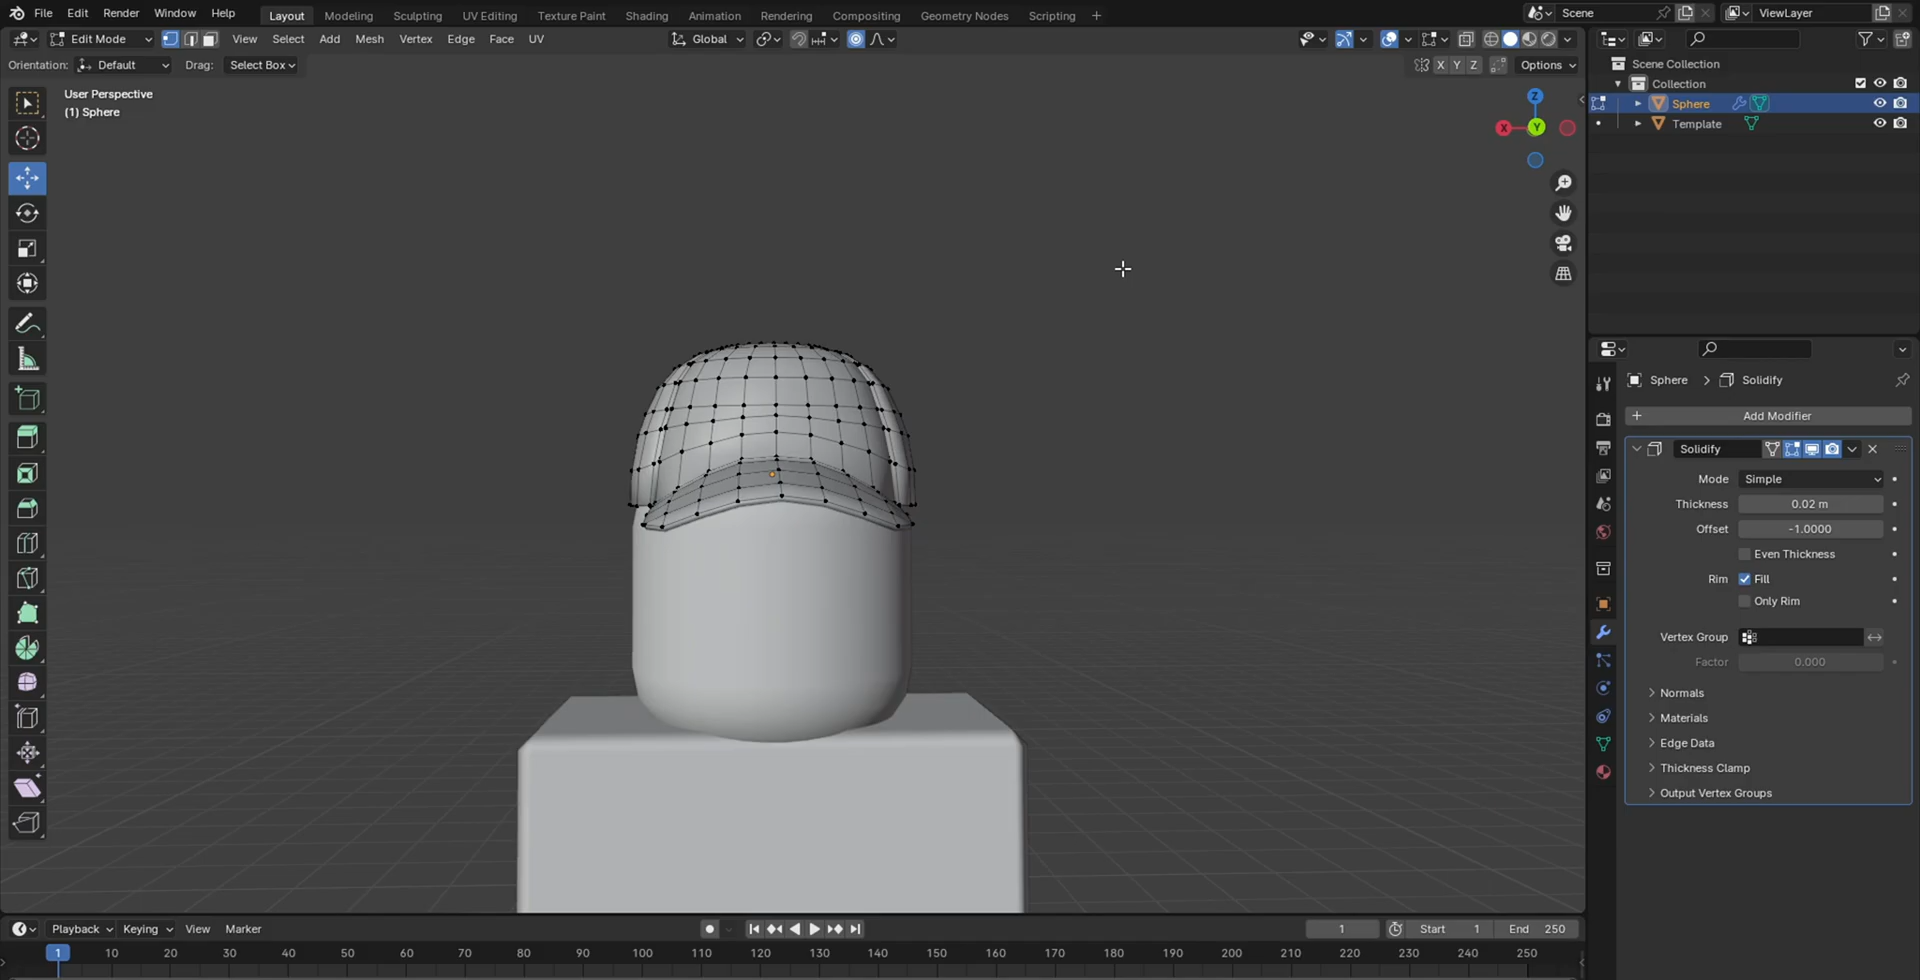 File Edit Render Window Help Layout Modeling Sculpting UV Editing Texture Paint Shading Animation Rendering Compositing Geometry Nodes Scripting + Scene ViewLayer
Edit Mode View Select Add Mesh Vertex Edge Face UV Global
Orientation: Default Drag: Select Box X Y Z Options
User Perspective
(1) Sphere
Z
X Y
Scene Collection
Collection
Sphere
Template
Sphere > Solidify
+ Add Modifier
Solidify
Mode Simple
Thickness 0.02 m
Offset -1.0000
Even Thickness
Rim Fill
Only Rim
Vertex Group
Factor 0.000
Normals
Materials
Edge Data
Thickness Clamp
Output Vertex Groups
Playback Keying View Marker 1 Start 1 End 250
1 10 20 30 40 50 60 70 80 90 100 110 120 130 140 150 160 170 180 190 200 210 220 230 240 250